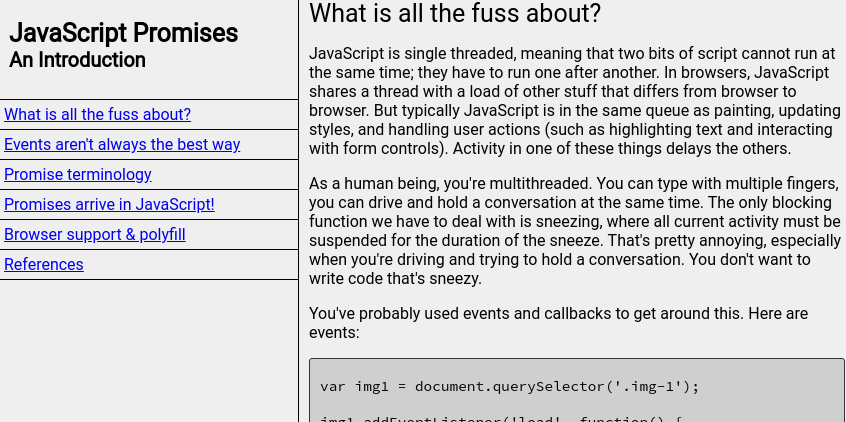 JavaScript Promises
An Introduction
What is all the fuss about?
Events aren't always the best way
Promise terminology
Promises arrive in JavaScript!
Browser support & polyfill
References
What is all the fuss about?
JavaScript is single threaded, meaning that two bits of script cannot run at
the same time; they have to run one after another. In browsers, JavaScript
shares a thread with a load of other stuff that differs from browser to
browser. But typically JavaScript is in the same queue as painting, updating
styles, and handling user actions (such as highlighting text and interacting
with form controls). Activity in one of these things delays the others.
As a human being, you're multithreaded. You can type with multiple fingers,
you can drive and hold a conversation at the same time. The only blocking
function we have to deal with is sneezing, where all current activity must be
suspended for the duration of the sneeze. That's pretty annoying, especially
when you're driving and trying to hold a conversation. You don't want to
write code that's sneezy.
You've probably used events and callbacks to get around this. Here are
events:
var img1 = document.querySelector('.img-1');
img1.addEventListener('load', function() {